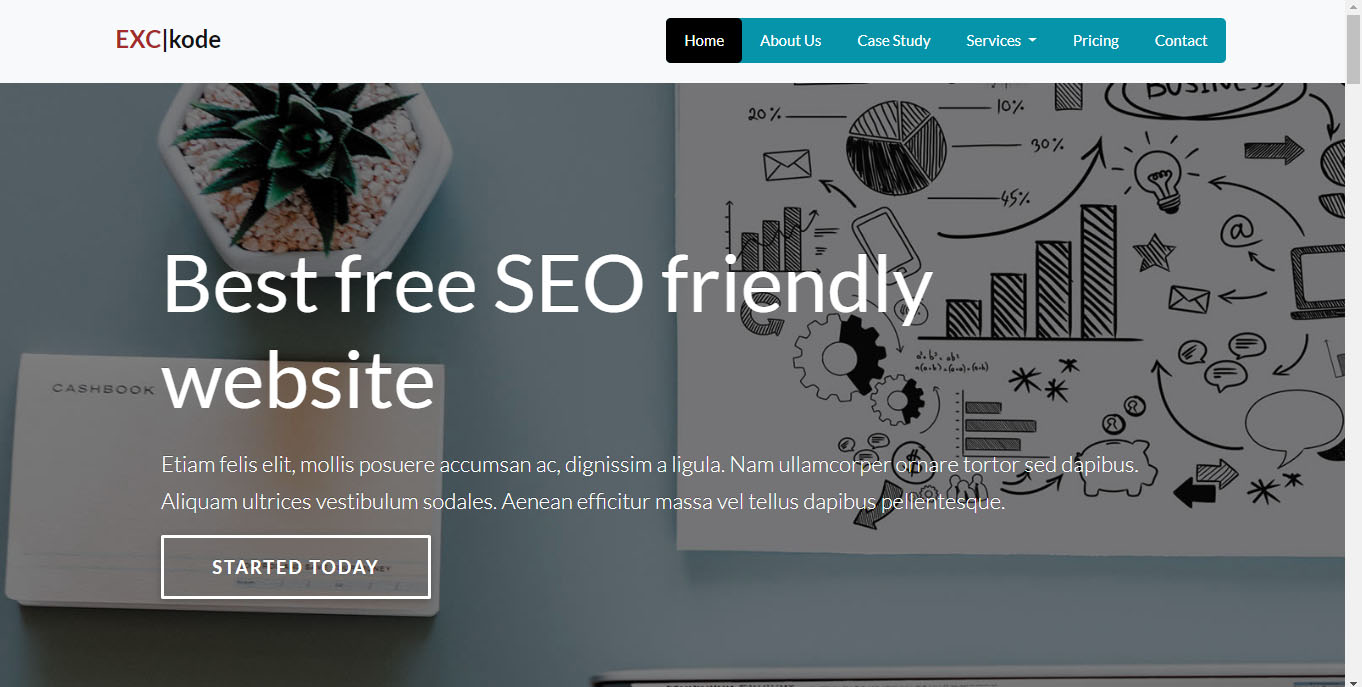 EXC|kode
Home About Us Case Study Services Pricing Contact
BUSINESS
20%
10%
30%
45%
@
Best free SEO friendly
website
CASHBOOK
Etiam felis elit, mollis posuere accumsan ac, dignissim a ligula. Nam ullamcorper ornare tortor sed dapibus.
Aliquam ultrices vestibulum sodales. Aenean efficitur massa vel tellus dapibus pellentesque.
$
STARTED TODAY